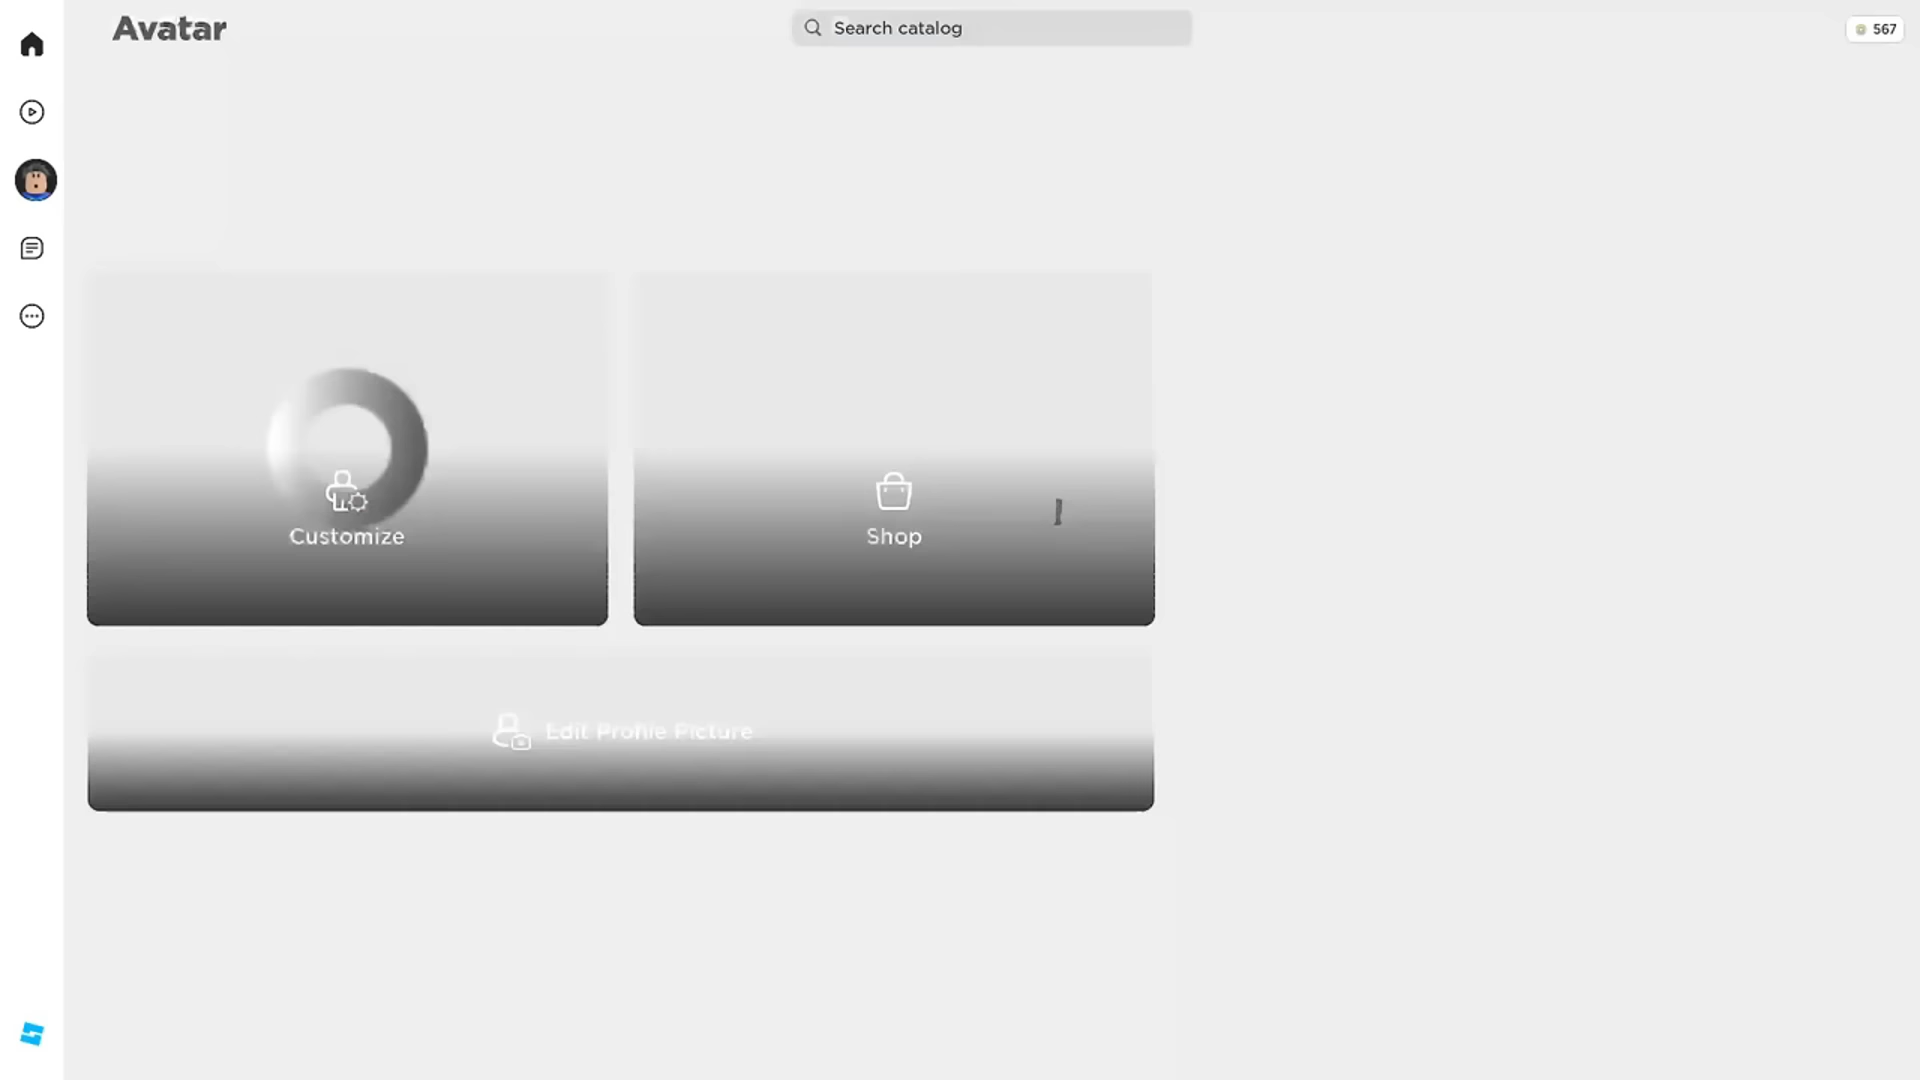 Avatar
Search catalog
567
Customize
Shop
Edit Profile Picture